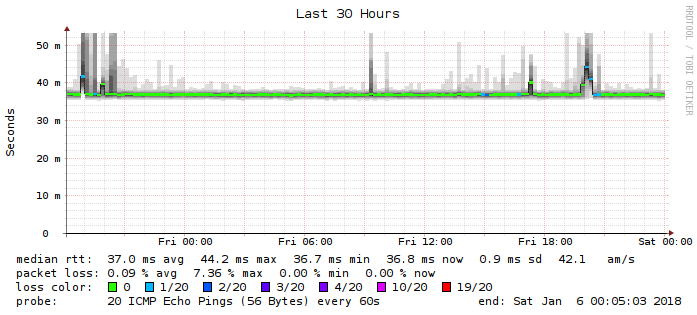 Last 30 Hours
RRDTOOL / TOBI OETIKER
Seconds
50 m
40 m
30 m
20 m
10 m
0
Fri 00:00 Fri 06:00 Fri 12:00 Fri 18:00 Sat 00:00
median rtt: 37.0 ms avg 44.2 ms max 36.7 ms min 36.8 ms now 0.9 ms sd 42.1 am/s
packet loss: 0.09 % avg 7.36 % max 0.00 % min 0.00 % now
loss color: 0 1/20 2/20 3/20 4/20 10/20 19/20
probe: 20 ICMP Echo Pings (56 Bytes) every 60s end: Sat Jan 6 00:05:03 2018